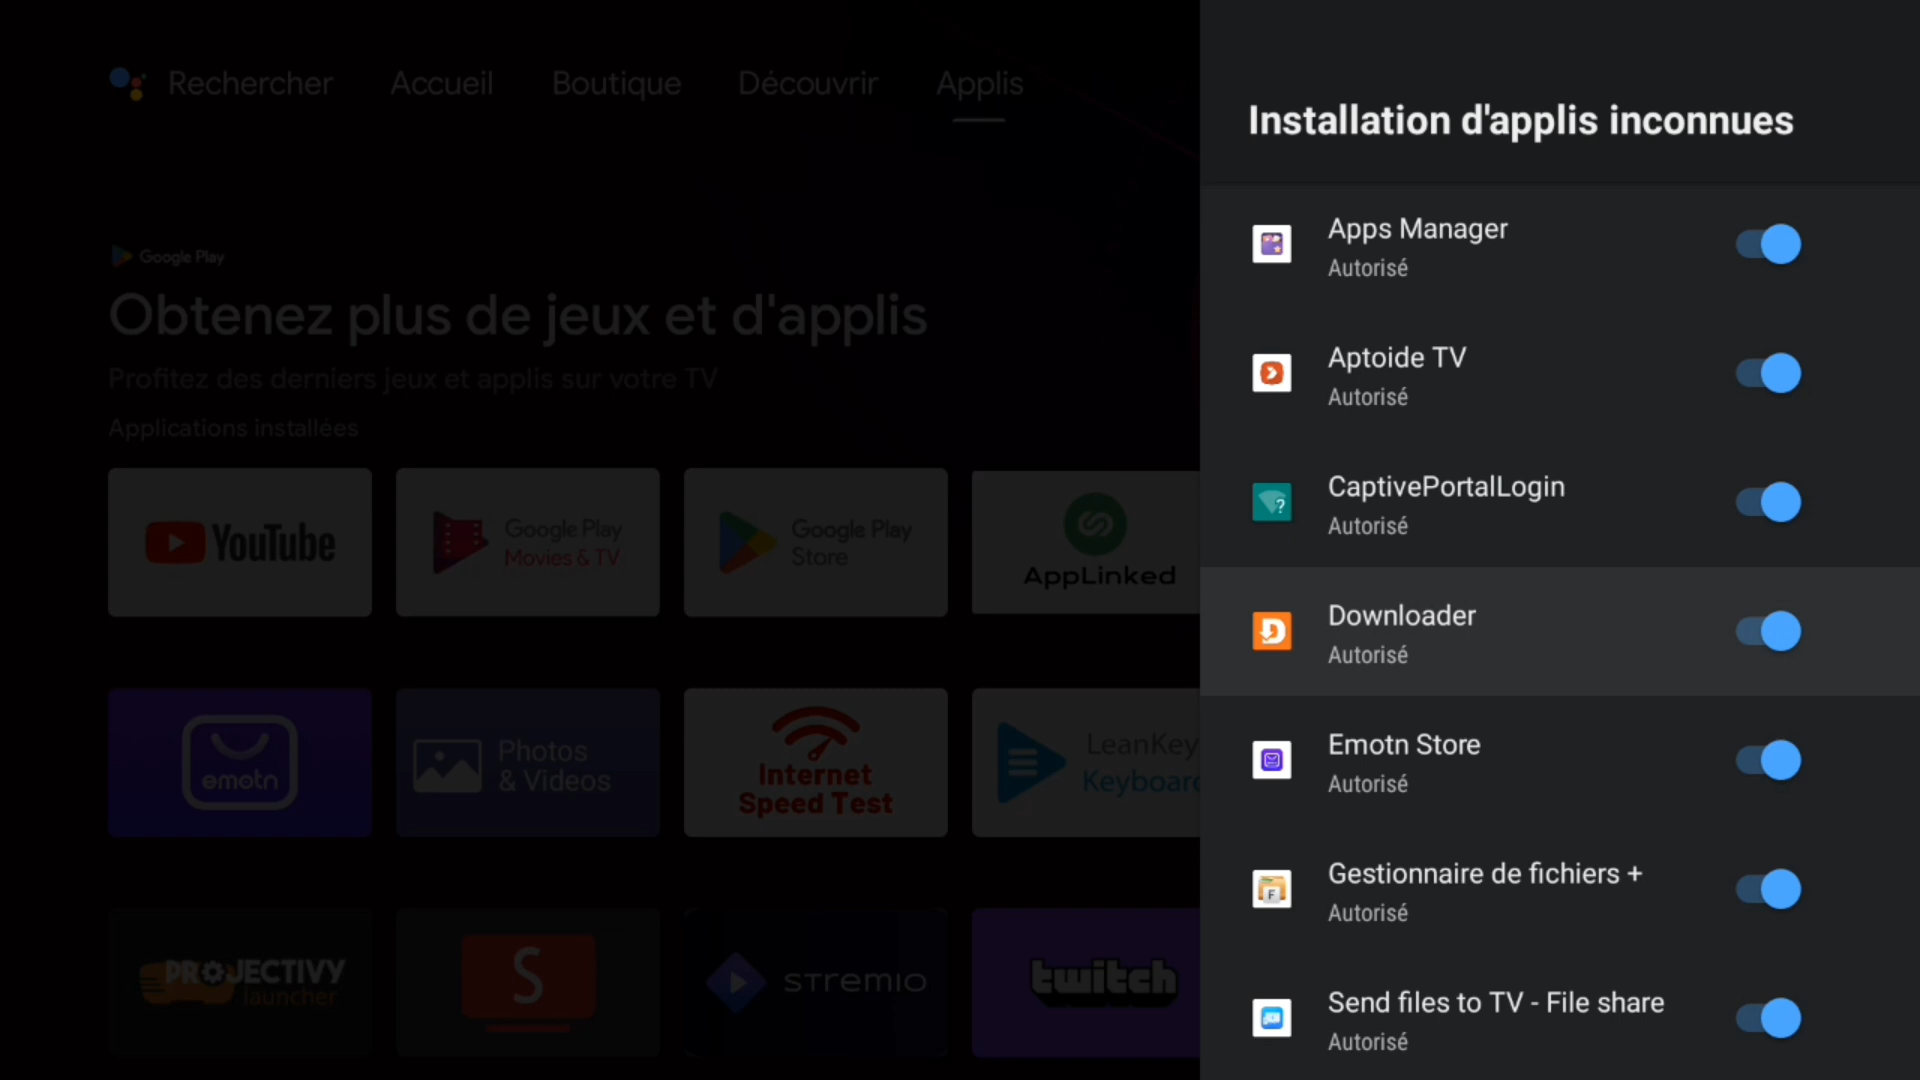 Rechercher
Accueil
Boutique
Découvrir
Applis
Google Play
Obtenez plus de jeux et d'applis
Profitez des derniers jeux et applis sur votre TV
Applications installées
YouTube
Google Play
Movies & TV
Google Play
Store
AppLinked
emotn
Photos
& Videos
Internet
Speed Test
LeanKey
Keyboard
PROJECTIVY
launcher
S
STREMIO
twitch
Installation d'applis inconnues
Apps Manager
Autorisé
Aptoide TV
Autorisé
CaptivePortalLogin
Autorisé
Downloader
Autorisé
Emotn Store
Autorisé
Gestionnaire de fichiers +
Autorisé
Send files to TV - File share
Autorisé